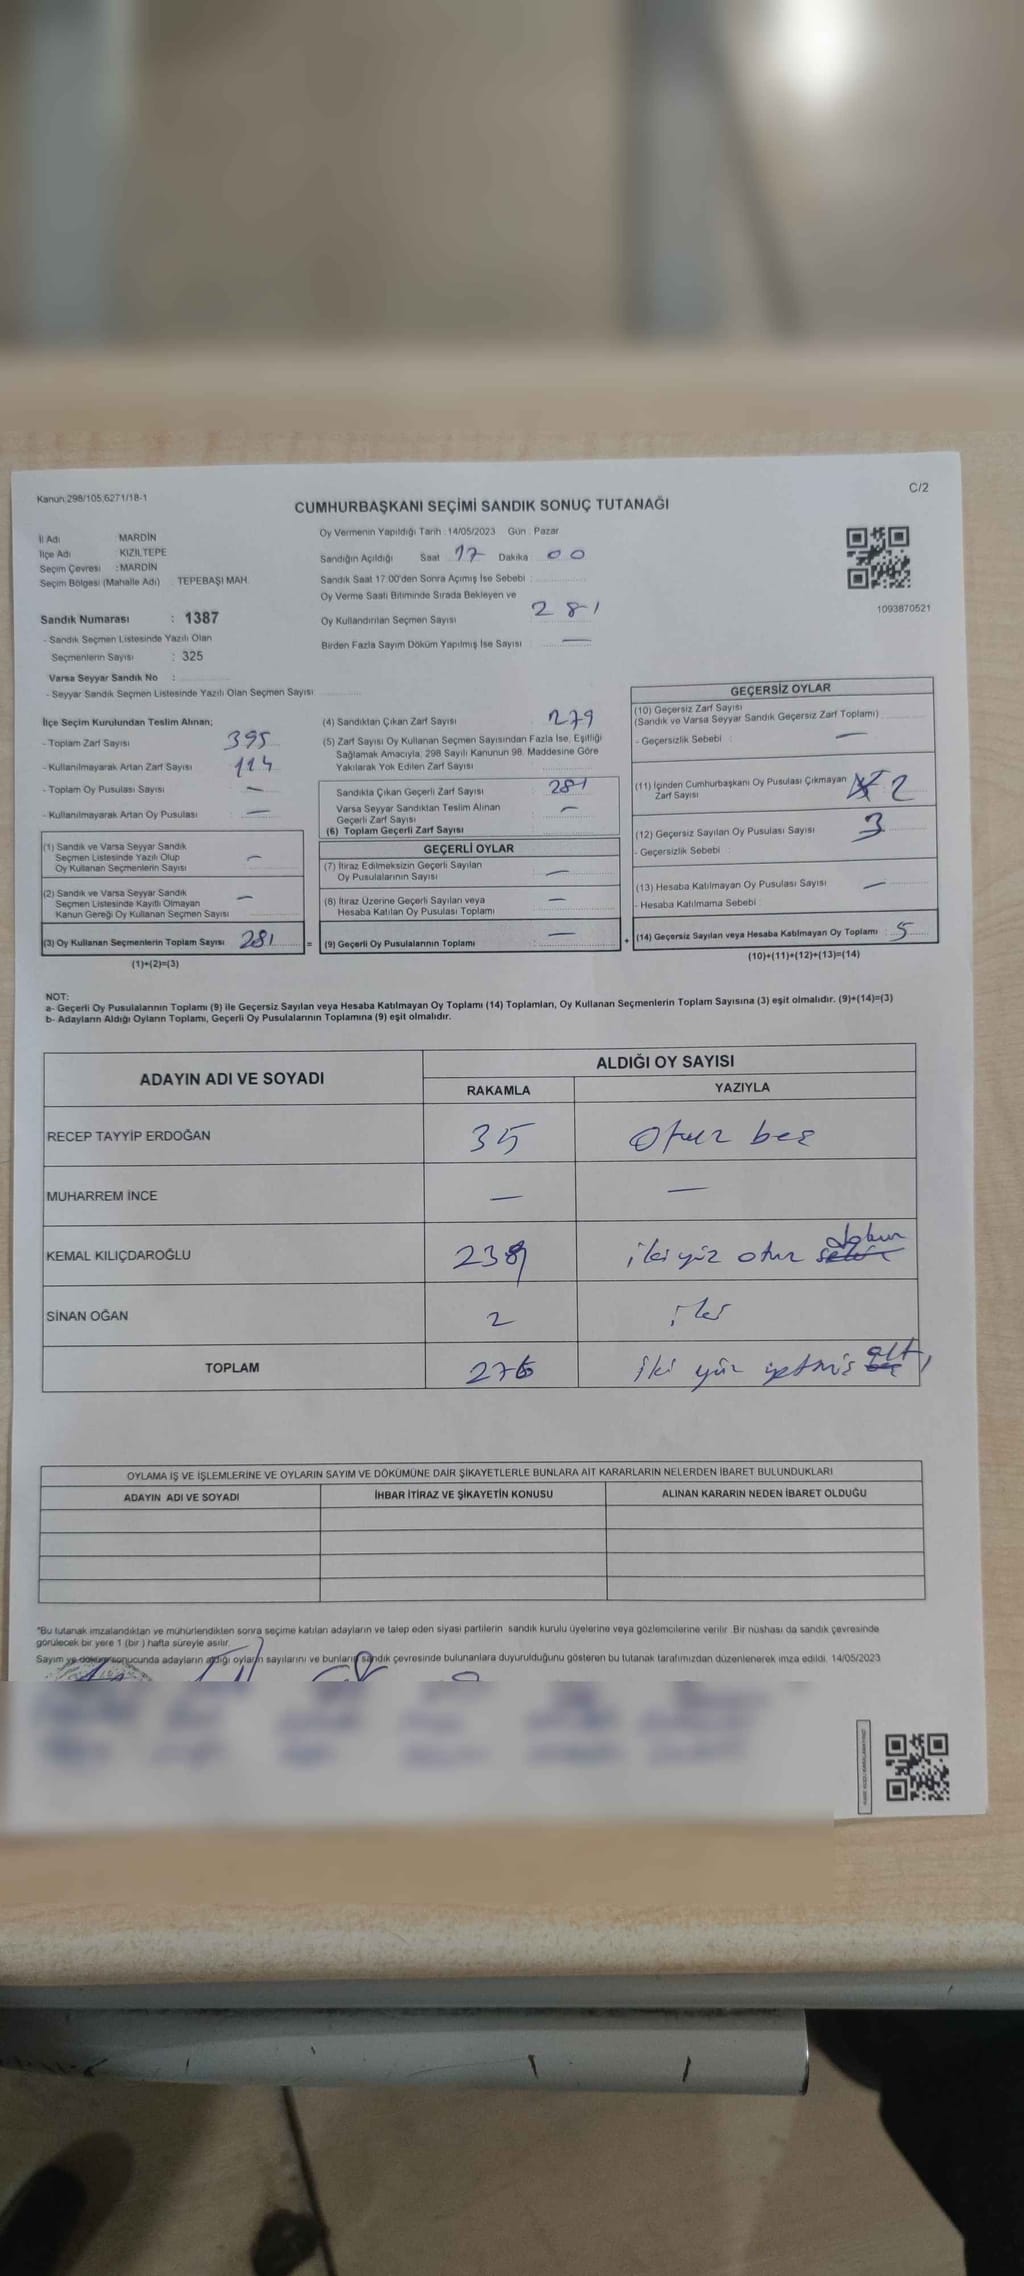 Kanun:298/105,6271/18-1
C/2
CUMHURBAŞKANI SEÇİMİ SANDIK SONUÇ TUTANAĞI
İl Adı : MARDİN
İlçe Adı : KIZILTEPE
Seçim Çevresi : MARDİN
Seçim Bölgesi (Mahalle Adı) : TEPEBAŞI MAH.
Sandık Numarası : 1387
- Sandık Seçmen Listesinde Yazılı Olan
Seçmenlerin Sayısı : 325
Varsa Seyyar Sandık No :
- Seyyar Sandık Seçmen Listesinde Yazılı Olan Seçmen Sayısı
Oy Vermenin Yapıldığı Tarih : 14/05/2023 Gün : Pazar
Sandığın Açıldığı Saat 17 Dakika 00
Sandık Saat 17:00'den Sonra Açımış İse Sebebi :
Oy Verme Saati Bitiminde Sırada Bekleyen ve
Oy Kullandırılan Seçmen Sayısı 281
Birden Fazla Sayım Döküm Yapılmış İse Sayısı : —
1093870521
İlçe Seçim Kurulundan Teslim Alınan;
- Toplam Zarf Sayısı 395
- Kullanılmayarak Artan Zarf Sayısı 114
- Toplam Oy Pusulası Sayısı —
- Kullanılmayarak Artan Oy Pusulası —
(1) Sandık ve Varsa Seyyar Sandık
Seçmen Listesinde Yazılı Olup
Oy Kullanan Seçmenlerin Sayısı —
(2) Sandık ve Varsa Seyyar Sandık
Seçmen Listesinde Kayıtlı Olmayan
Kanun Gereği Oy Kullanan Seçmen Sayısı —
(3) Oy Kullanan Seçmenlerin Toplam Sayısı 281 =
(1)+(2)=(3)
(4) Sandıktan Çıkan Zarf Sayısı 279
(5) Zarf Sayısı Oy Kullanan Seçmen Sayısından Fazla İse, Eşitliği
Sağlamak Amacıyla, 298 Sayılı Kanunun 98. Maddesine Göre
Yakılarak Yok Edilen Zarf Sayısı
Sandıkta Çıkan Geçerli Zarf Sayısı 281
Varsa Seyyar Sandıktan Teslim Alınan
Geçerli Zarf Sayısı —
(6) Toplam Geçerli Zarf Sayısı
GEÇERLİ OYLAR
(7) İtiraz Edilmeksizin Geçerli Sayılan
Oy Pusulalarının Sayısı —
(8) İtiraz Üzerine Geçerli Sayılan veya
Hesaba Katılan Oy Pusulası Toplamı —
(9) Geçerli Oy Pusulalarının Toplamı : — +
GEÇERSİZ OYLAR
(10) Geçersiz Zarf Sayısı
(Sandık ve Varsa Seyyar Sandık Geçersiz Zarf Toplamı)
- Geçersizlik Sebebi : —
(11) İçinden Cumhurbaşkanı Oy Pusulası Çıkmayan
Zarf Sayısı 2
(12) Geçersiz Sayılan Oy Pusulası Sayısı 3
- Geçersizlik Sebebi :
(13) Hesaba Katılmayan Oy Pusulası Sayısı —
- Hesaba Katılmama Sebebi :
(14) Geçersiz Sayılan veya Hesaba Katılmayan Oy Toplamı : 5
(10)+(11)+(12)+(13)=(14)
NOT:
a- Geçerli Oy Pusulalarının Toplamı (9) ile Geçersiz Sayılan veya Hesaba Katılmayan Oy Toplamı (14) Toplamları, Oy Kullanan Seçmenlerin Toplam Sayısına (3) eşit olmalıdır. (9)+(14)=(3)
b- Adayların Aldığı Oyların Toplamı, Geçerli Oy Pusulalarının Toplamına (9) eşit olmalıdır.
ADAYIN ADI VE SOYADI
ALDIĞI OY SAYISI
RAKAMLA YAZIYLA
RECEP TAYYİP ERDOĞAN 35 Otuz beş
MUHARREM İNCE — —
KEMAL KILIÇDAROĞLU 239 iki yüz otuz dokuz
SİNAN OĞAN 2 iki
TOPLAM 276 iki yüz yetmiş altı
OYLAMA İŞ VE İŞLEMLERİNE VE OYLARIN SAYIM VE DÖKÜMÜNE DAİR ŞİKAYETLERLE BUNLARA AİT KARARLARIN NELERDEN İBARET BULUNDUKLARI
ADAYIN ADI VE SOYADI İHBAR İTİRAZ VE ŞİKAYETİN KONUSU ALINAN KARARIN NEDEN İBARET OLDUĞU
*Bu tutanak imzalandıktan ve mühürlendikten sonra seçime katılan adayların ve talep eden siyasi partilerin sandık kurulu üyelerine veya gözlemcilerine verilir .Bir nüshası da sandık çevresinde
görülecek bir yere 1 (bir ) hafta süreyle asılır.
Sayım ve döküm sonucunda adayların aldığı oyların sayılarını ve bunların sandık çevresinde bulunanlara duyurulduğunu gösteren bu tutanak tarafımızdan düzenlenerek imza edildi. 14/05/2023